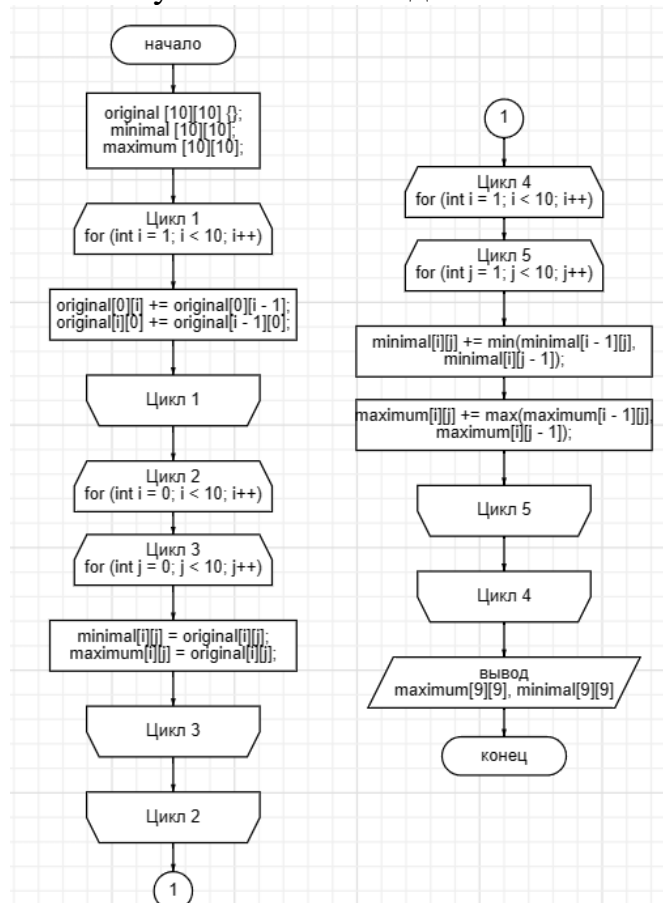 начало
original [10][10] {};
minimal [10][10];
maximum [10][10];
Цикл 1
for (int i = 1; i < 10; i++)
original[0][i] += original[0][i - 1];
original[i][0] += original[i - 1][0];
Цикл 1
Цикл 2
for (int i = 0; i < 10; i++)
Цикл 3
for (int j = 0; j < 10; j++)
minimal[i][j] = original[i][j];
maximum[i][j] = original[i][j];
Цикл 3
Цикл 2
1
1
Цикл 4
for (int i = 1; i < 10; i++)
Цикл 5
for (int j = 1; j < 10; j++)
minimal[i][j] += min(minimal[i - 1][j],
minimal[i][j - 1]);
maximum[i][j] += max(maximum[i - 1][j],
maximum[i][j - 1]);
Цикл 5
Цикл 4
вывод
maximum[9][9], minimal[9][9]
конец